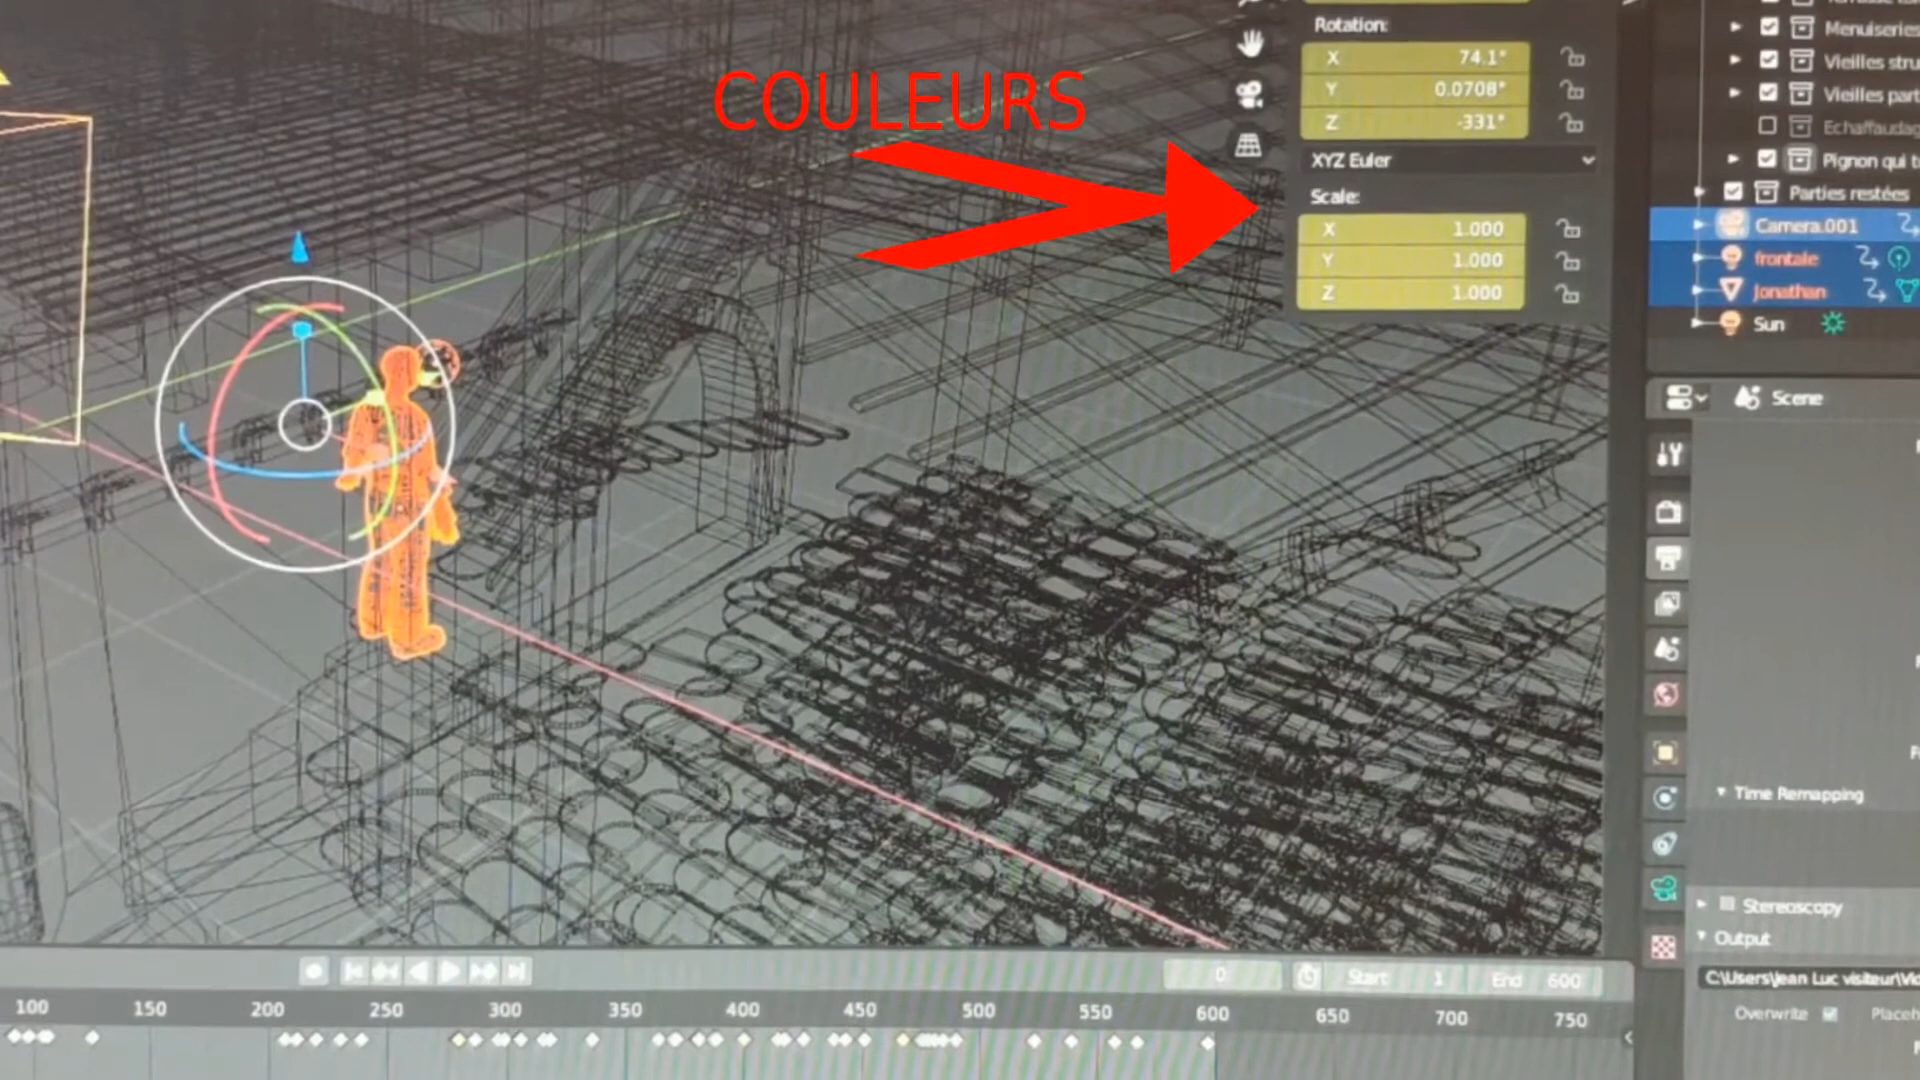 COULEURS
Rotation:
X 74.1°
Y 0.0708°
Z -331°
XYZ Euler
Scale:
X 1.000
Y 1.000
Z 1.000
Menuiseries
Vieilles stru
Vieilles part
Echaffaudag
Pignon qui t
Parties restées
Camera.001
frontale
Jonathan
Sun
Scene
Time Remapping
Stereoscopy
Output
C:\Users\Jean Luc visiteur\Vid
Overwrite Placeh
0 Start 1 End 600
100 150 200 250 300 350 400 450 500 550 600 650 700 750